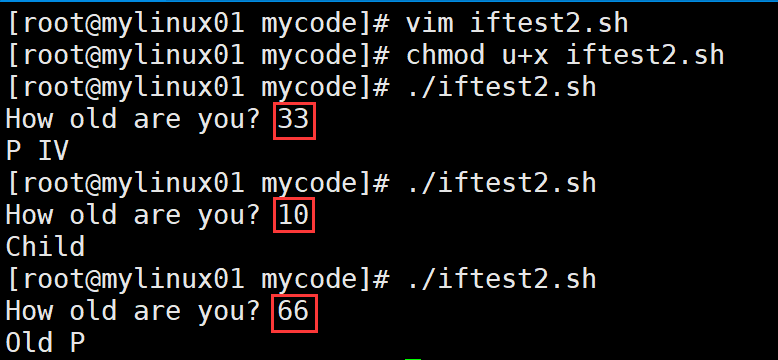 [root@mylinux01 mycode]# vim iftest2.sh
[root@mylinux01 mycode]# chmod u+x iftest2.sh
[root@mylinux01 mycode]# ./iftest2.sh
How old are you? 33
P IV
[root@mylinux01 mycode]# ./iftest2.sh
How old are you? 10
Child
[root@mylinux01 mycode]# ./iftest2.sh
How old are you? 66
Old P